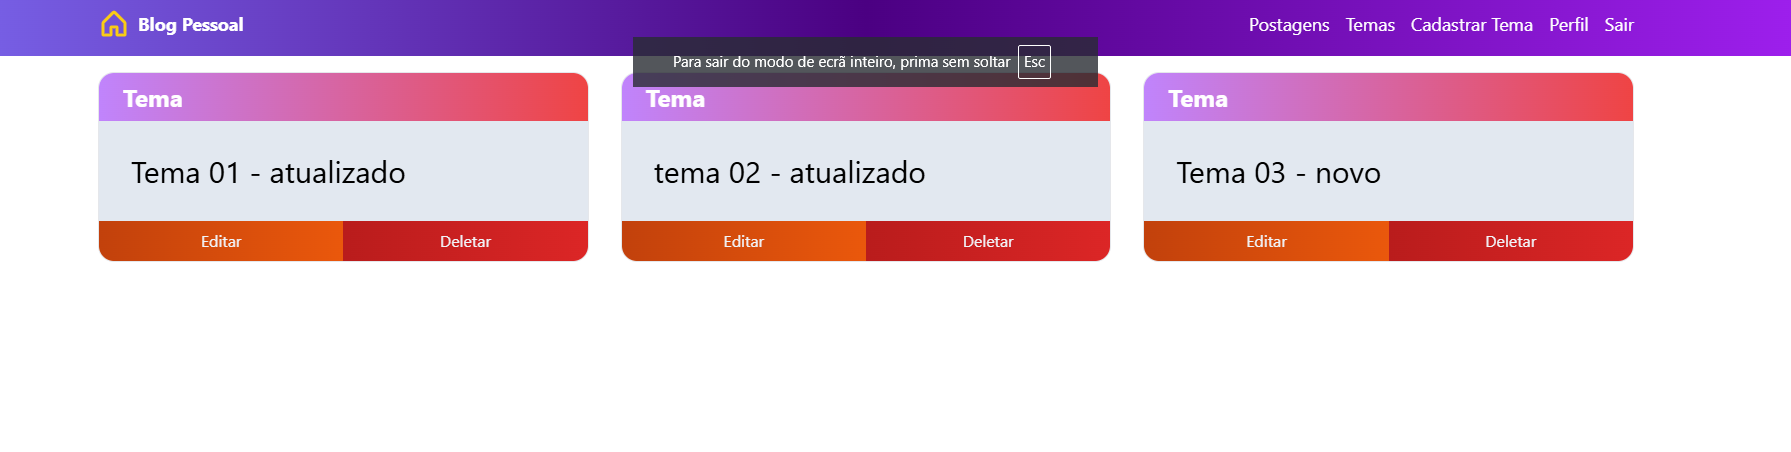 Blog Pessoal
Postagens Temas Cadastrar Tema Perfil Sair
Para sair do modo de ecrã inteiro, prima sem soltar Esc
Tema
Tema 01 - atualizado
Editar Deletar
Tema
tema 02 - atualizado
Editar Deletar
Tema
Tema 03 - novo
Editar Deletar